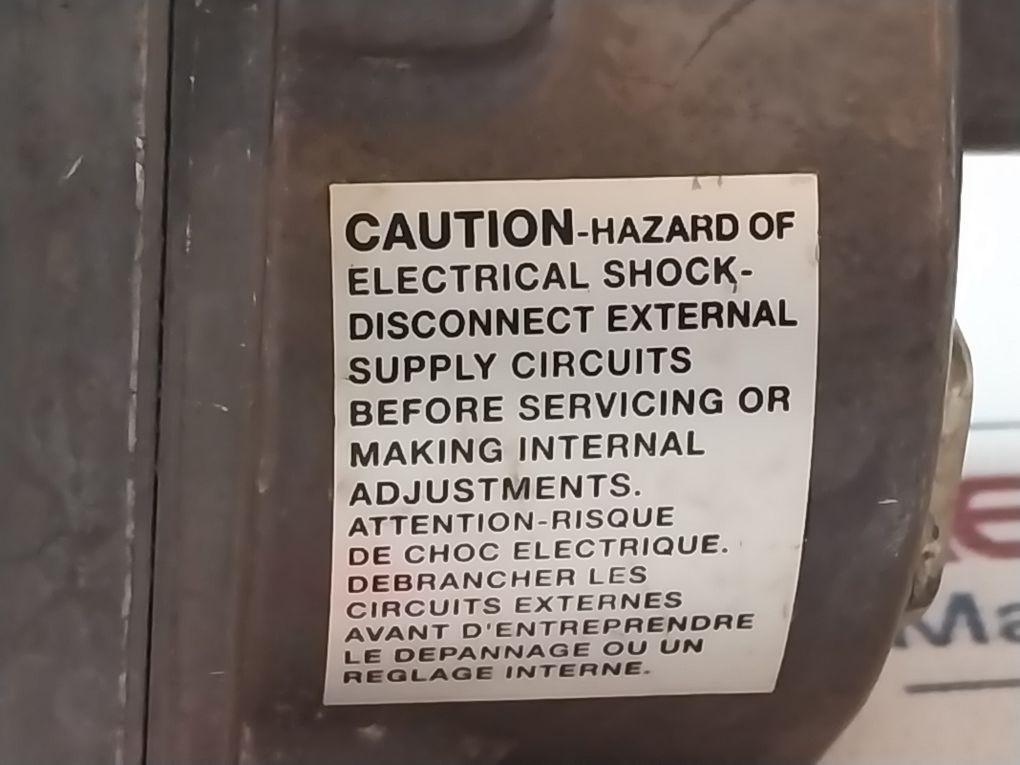 CAUTION-HAZARD OF
ELECTRICAL SHOCK-
DISCONNECT EXTERNAL
SUPPLY CIRCUITS
BEFORE SERVICING OR
MAKING INTERNAL
ADJUSTMENTS.
ATTENTION-RISQUE
DE CHOC ELECTRIQUE.
DEBRANCHER LES
CIRCUITS EXTERNES
AVANT D'ENTREPRENDRE
LE DEPANNAGE OU UN
REGLAGE INTERNE.